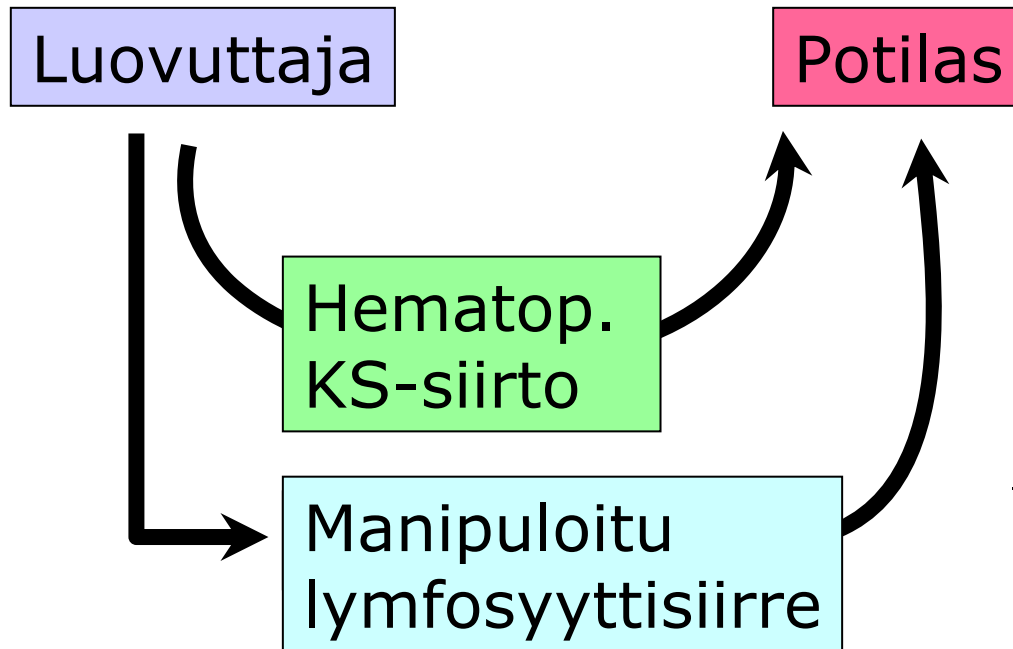 Luovuttaja
Potilas
Hematop.
KS-siirto
Manipuloitu
lymfosyyttisiirre